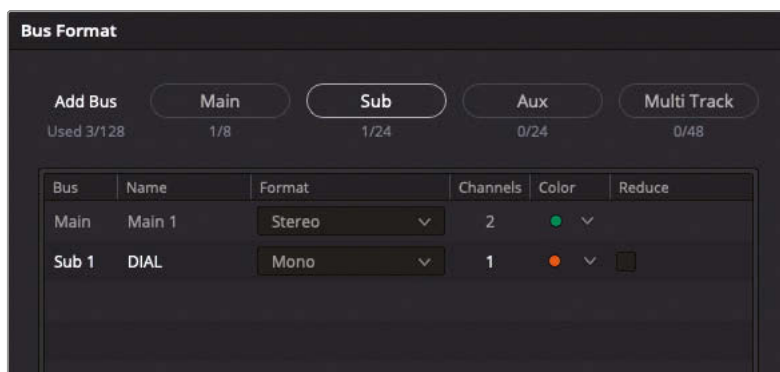 Bus Format
Add Bus Main Sub Aux Multi Track
Used 3/128 1/8 1/24 0/24 0/48
Bus Name Format Channels Color Reduce
Main Main 1 Stereo 2
Sub 1 DIAL Mono 1